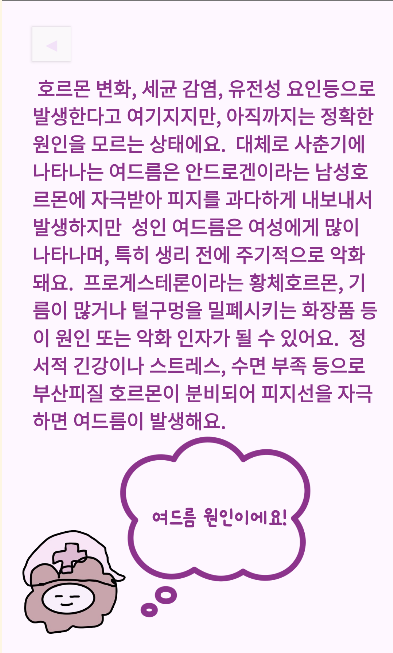 호르몬 변화, 세균 감염, 유전성 요인등으로
발생한다고 여기지지만, 아직까지는 정확한
원인을 모르는 상태에요.  대체로 사춘기에
나타나는 여드름은 안드로겐이라는 남성호
르몬에 자극받아 피지를 과다하게 내보내서
발생하지만  성인 여드름은 여성에게 많이
나타나며, 특히 생리 전에 주기적으로 악화
돼요.  프로게스테론이라는 황체호르몬, 기
름이 많거나 털구멍을 밀폐시키는 화장품 등
이 원인 또는 악화 인자가 될 수 있어요.  정
서적 긴강이나 스트레스, 수면 부족 등으로
부산피질 호르몬이 분비되어 피지선을 자극
하면 여드름이 발생해요.
여드름 원인이에요!